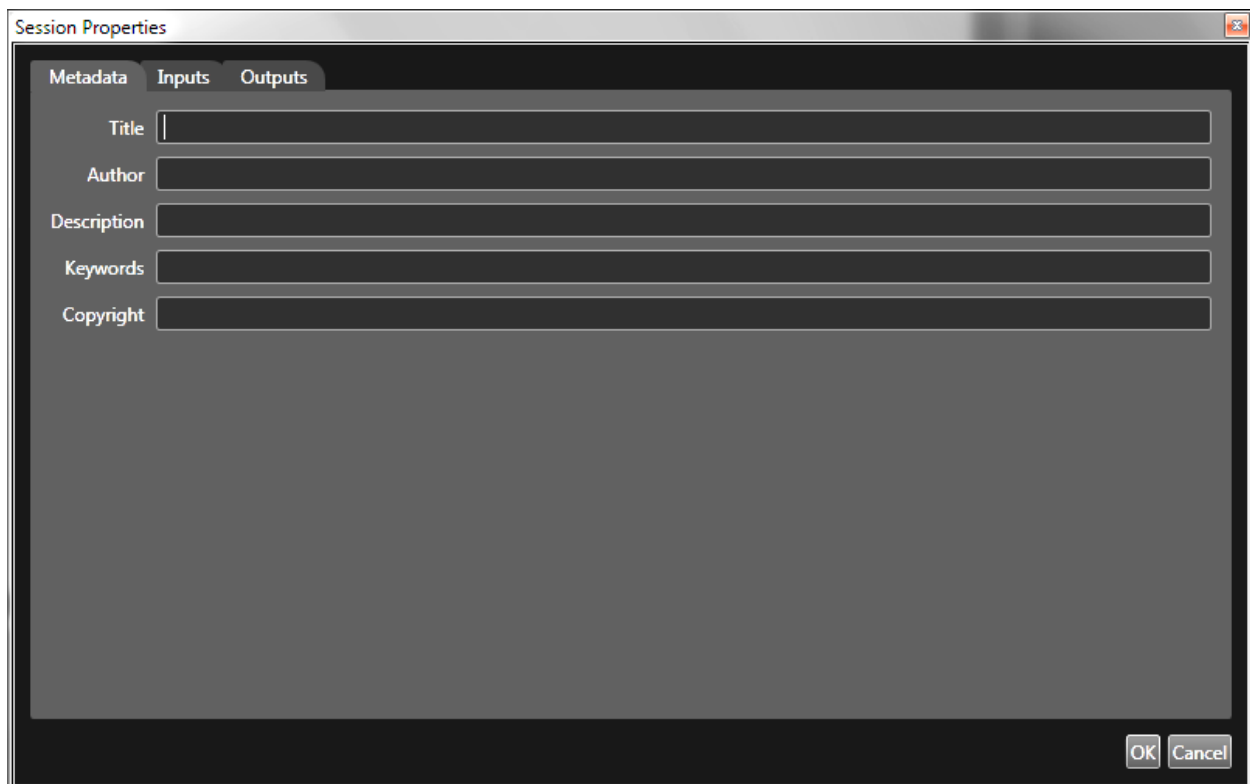 Session Properties
Metadata Inputs Outputs
Title
Author
Description
Keywords
Copyright
OK Cancel